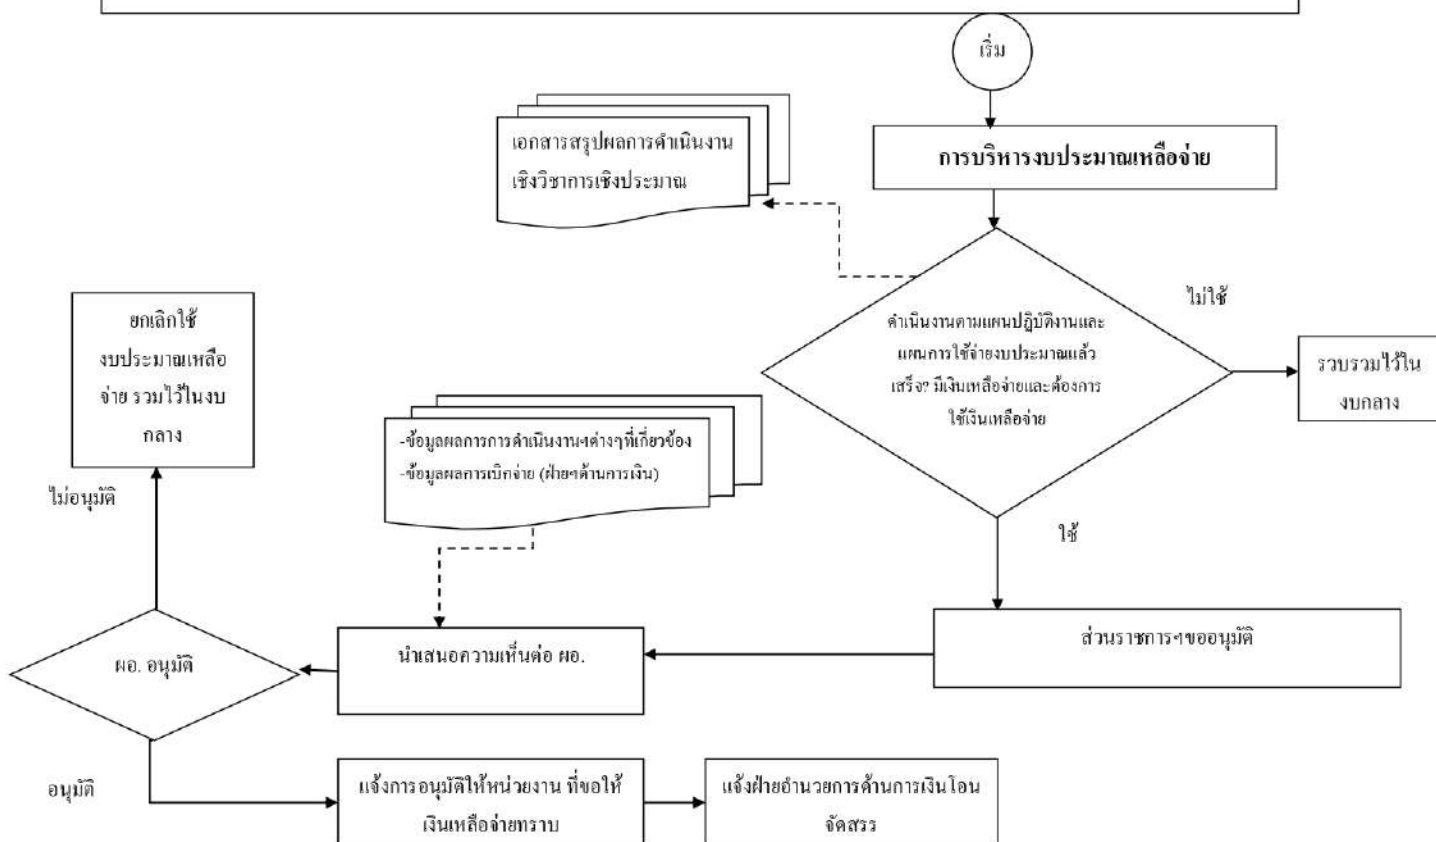 เริ่ม
การบริหารงบประมาณเหลือจ่าย
เอกสารสรุปผลการดำเนินงาน
เชิงวิชาการเชิงประมาณ
ดำเนินงานตามแผนปฏิบัติงานและ
แผนการใช้จ่ายงบประมาณแล้ว
เสร็จ? มีเงินเหลือจ่ายและต้องการ
ใช้เงินเหลือจ่าย
ไม่ใช้
รวบรวมไว้ใน
งบกลาง
ใช้
ส่วนราชการฯขออนุมัติ
-ข้อมูลผลการการดำเนินงานฯต่างๆที่เกี่ยวข้อง
-ข้อมูลผลการเบิกจ่าย (ฝ่ายฯด้านการเงิน)
นำเสนอความเห็นต่อ ผอ.
ผอ. อนุมัติ
ไม่อนุมัติ
ยกเลิกใช้
งบประมาณเหลือ
จ่าย รวมไว้ในงบ
กลาง
อนุมัติ
แจ้งการอนุมัติให้หน่วยงาน ที่ขอให้
เงินเหลือจ่ายทราบ
แจ้งฝ่ายอำนวยการด้านการเงินโอน
จัดสรร